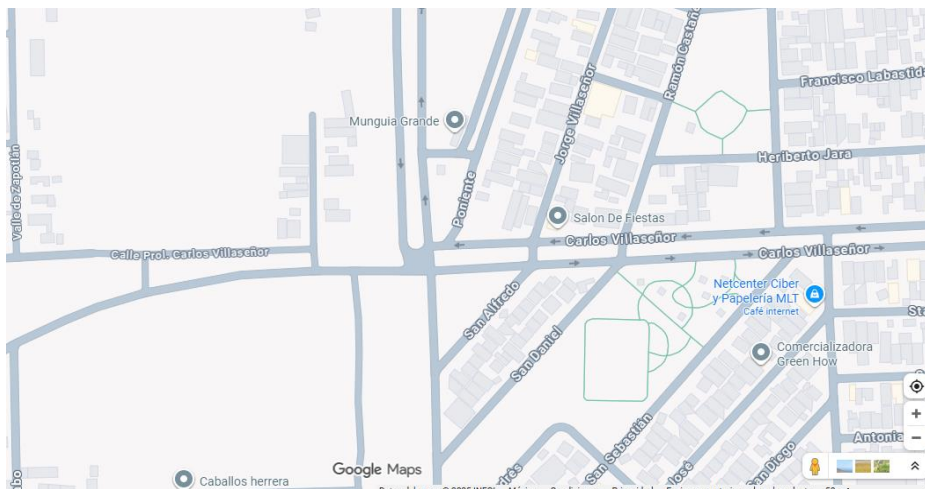 Ramón Castañ
Francisco Labastida
Jorge Villaseñor
Munguia Grande
Heriberto Jara
Valle de Zapotlán
Poniente
Salon De Fiestas
Carlos Villaseñor
Calle Prol. Carlos Villaseñor
Carlos Villaseñor
Netcenter Ciber
y Papelería MLT
Café internet
San Alfredo
Sta
San Daniel
Comercializadora
Green How
San Sebastián
Antonia
San Diego
José
Google Maps
Caballos herrera